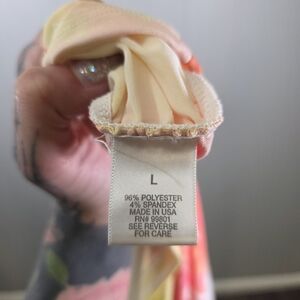 L
96% POLYESTER
4% SPANDEX
MADE IN USA
RN# 99801
SEE REVERSE
FOR CARE